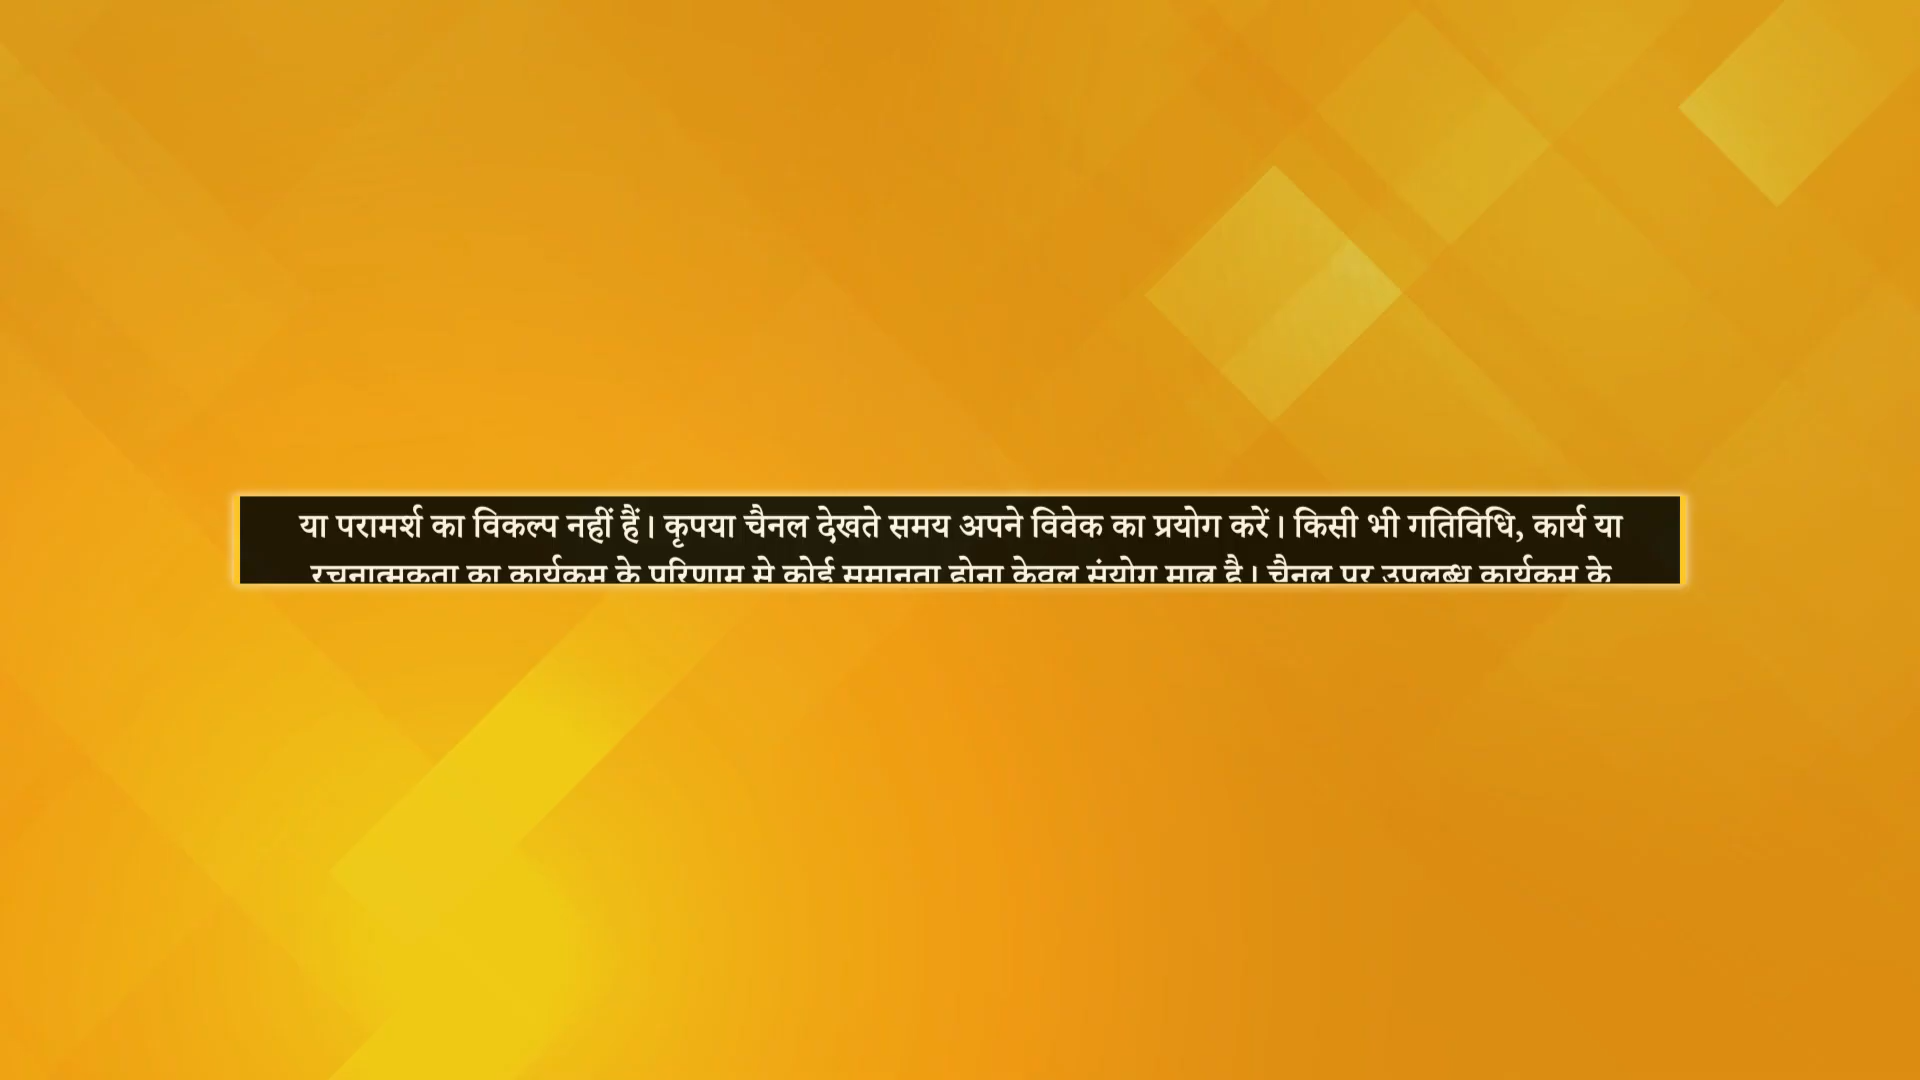 या परामर्श का विकल्प नहीं हैं। कृपया चैनल देखते समय अपने विवेक का प्रयोग करें। किसी भी गतिविधि, कार्य या
रचनात्मकता का कार्यक्रम के परिणाम से कोई समानता होना केवल संयोग मात्र है। चैनल पर उपलब्ध कार्यक्रम के